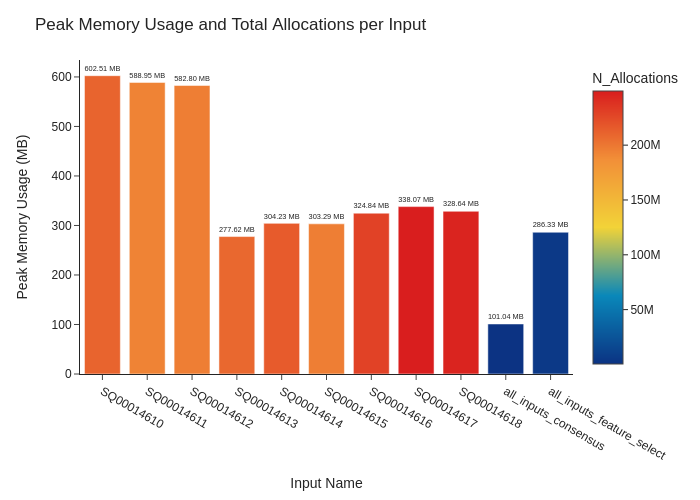 Peak Memory Usage and Total Allocations per Input
N_Allocations
Peak Memory Usage (MB)
600
500
400
300
200
100
0
602.51 MB
588.95 MB
582.80 MB
277.62 MB
304.23 MB
303.29 MB
324.84 MB
338.07 MB
328.64 MB
101.04 MB
286.33 MB
200M
150M
100M
50M
SQ00014610
SQ00014611
SQ00014612
SQ00014613
SQ00014614
SQ00014615
SQ00014616
SQ00014617
SQ00014618
all_inputs_consensus
all_inputs_feature_select
Input Name